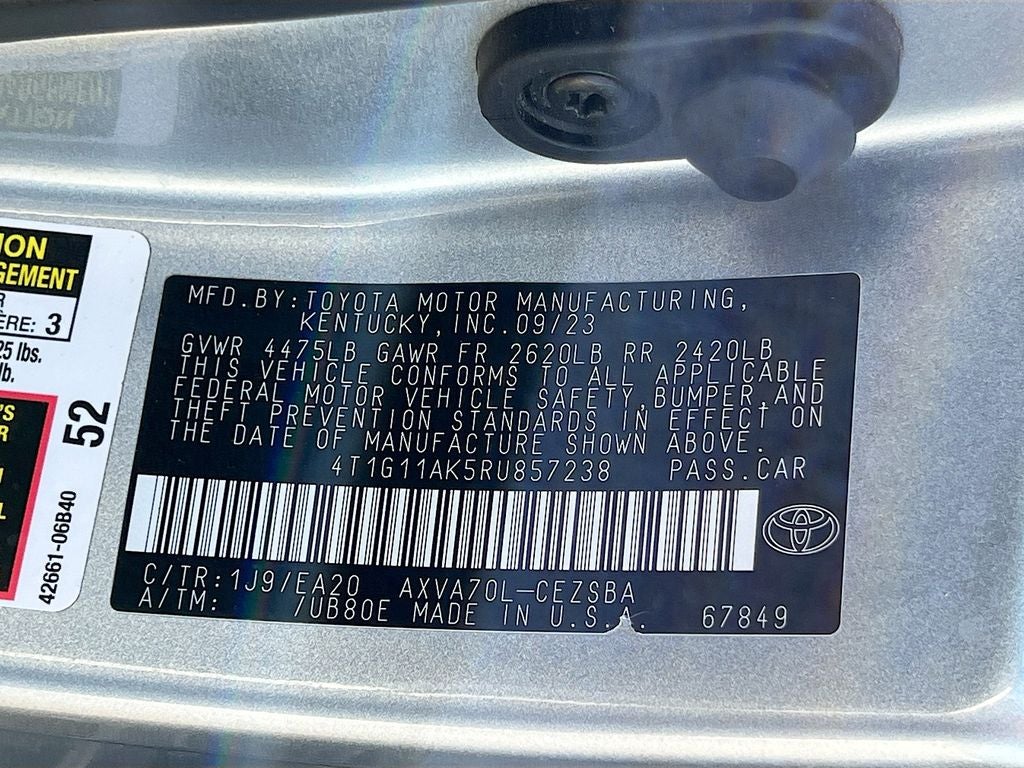 ION
GEMENT
R
ÈRE: 3
25 lbs.
lb.
'S
R
L
52
42661-06B40
MFD.BY:TOYOTA MOTOR MANUFACTURING,
KENTUCKY,INC.09/23
GVWR 4475LB GAWR FR 2620LB RR 2420LB
THIS VEHICLE CONFORMS TO ALL APPLICABLE
FEDERAL MOTOR VEHICLE SAFETY,BUMPER,AND
THEFT PREVENTION STANDARDS IN EFFECT ON
THE DATE OF MANUFACTURE SHOWN ABOVE.
4T1G11AK5RU857238 PASS.CAR
C/TR:1J9/EA20 AXVA70L-CEZSBA
A/TM: /UB80E MADE IN U.S.A. 67849